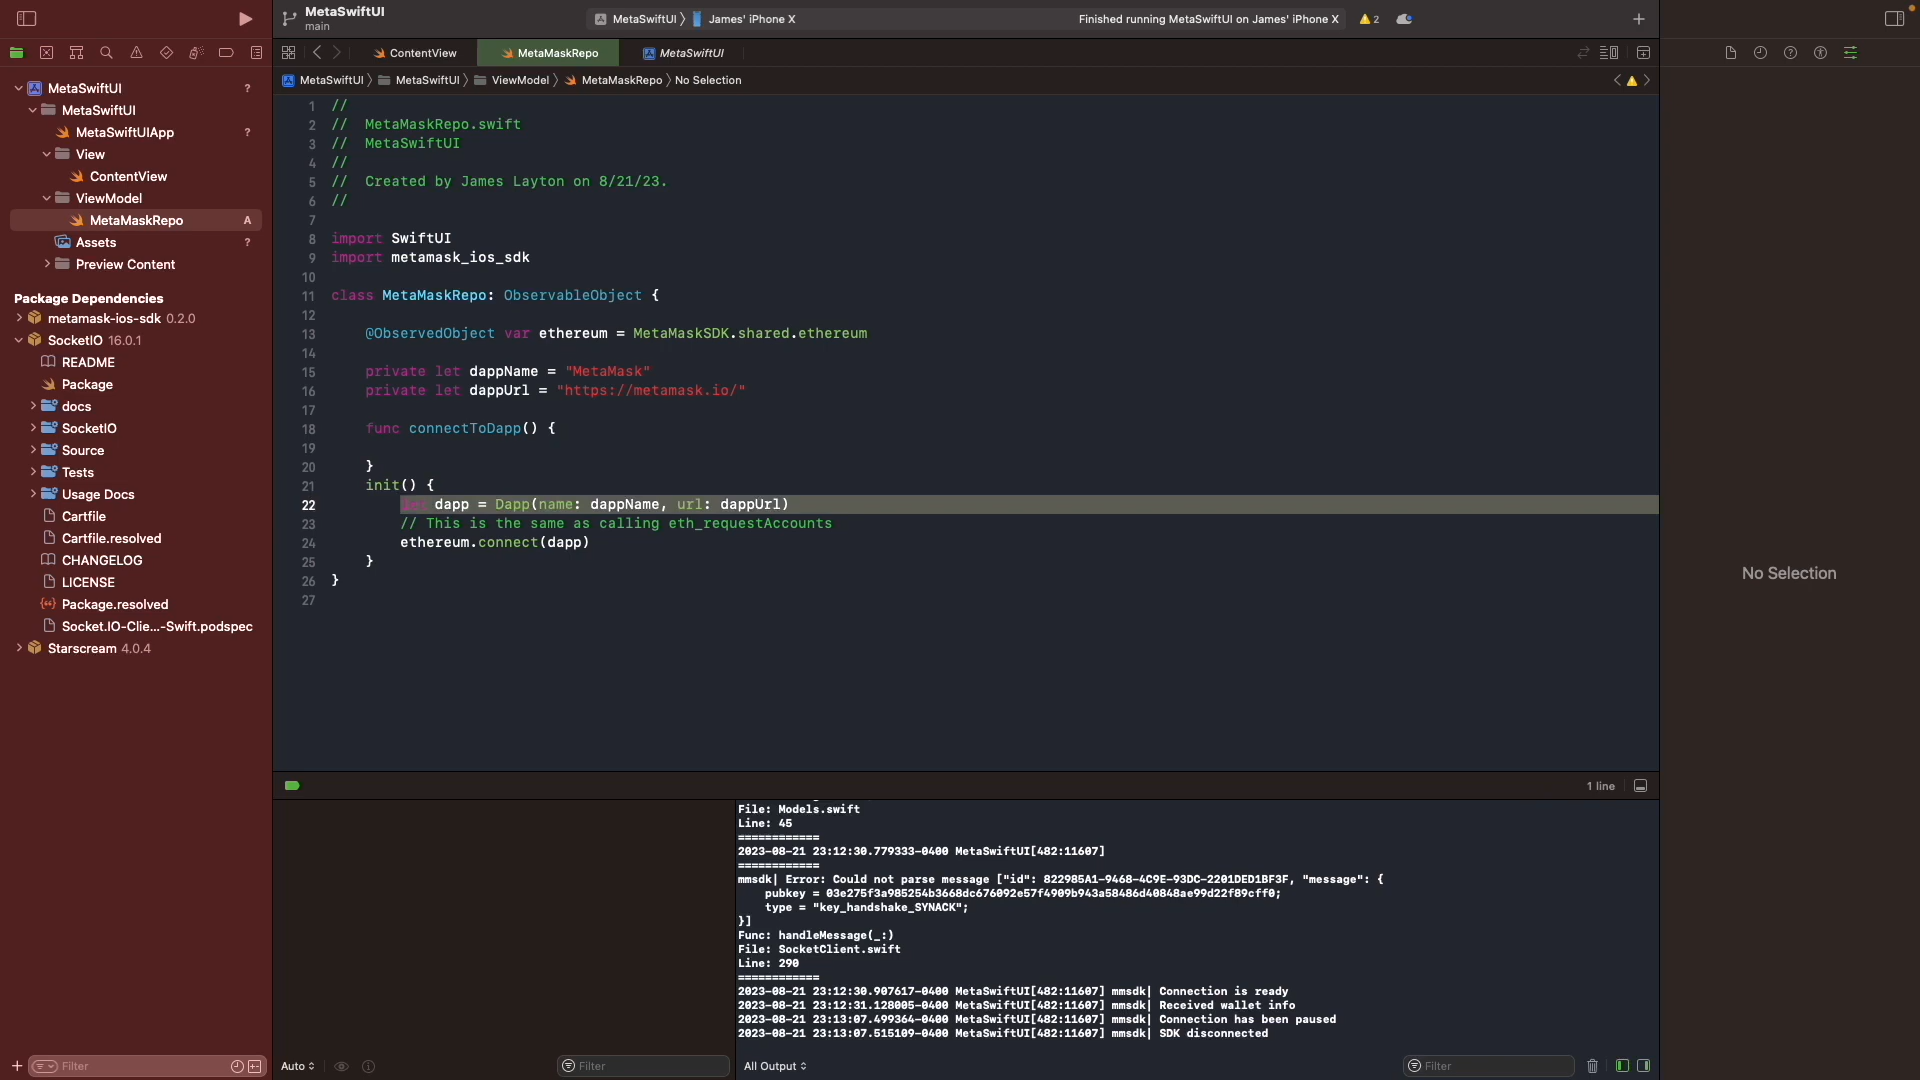 MetaSwiftUI
main
MetaSwiftUI
James' iPhone X
Finished running MetaSwiftUI on James' iPhone X
2
ContentView
MetaMaskRepo
MetaSwiftUI
MetaSwiftUI
MetaSwiftUI
ViewModel
MetaMaskRepo
No Selection
MetaSwiftUI ?
MetaSwiftUI
MetaSwiftUIApp ?
View
ContentView
ViewModel
MetaMaskRepo A
Assets ?
Preview Content
Package Dependencies
metamask-ios-sdk 0.2.0
SocketIO 16.0.1
README
Package
docs
SocketIO
Source
Tests
Usage Docs
Cartfile
Cartfile.resolved
CHANGELOG
LICENSE
Package.resolved
Socket.IO-Clie...-Swift.podspec
Starscream 4.0.4
Filter
1 //
2 //  MetaMaskRepo.swift
3 //  MetaSwiftUI
4 //
5 //  Created by James Layton on 8/21/23.
6 //
7
8 import SwiftUI
9 import metamask_ios_sdk
10
11 class MetaMaskRepo: ObservableObject {
12
13     @ObservedObject var ethereum = MetaMaskSDK.shared.ethereum
14
15     private let dappName = "MetaMask"
16     private let dappUrl = "https://metamask.io/"
17
18     func connectToDapp() {
19
20     }
21     init() {
22         let dapp = Dapp(name: dappName, url: dappUrl)
23         // This is the same as calling eth_requestAccounts
24         ethereum.connect(dapp)
25     }
26 }
27
No Selection
1 line
File: Models.swift
Line: 45
============
2023-08-21 23:12:30.779333-0400 MetaSwiftUI[482:11607]
============
mmsdk| Error: Could not parse message ["id": 822985A1-9468-4C9E-93DC-2201DED1BF3F, "message": {
    pubkey = 03e275f3a985254b3668dc676092e57f4909b943a58486d40848ae99d22f89cff0;
    type = "key_handshake_SYNACK";
}]
Func: handleMessage(_:)
File: SocketClient.swift
Line: 290
============
2023-08-21 23:12:30.907617-0400 MetaSwiftUI[482:11607] mmsdk| Connection is ready
2023-08-21 23:12:31.128005-0400 MetaSwiftUI[482:11607] mmsdk| Received wallet info
2023-08-21 23:13:07.499364-0400 MetaSwiftUI[482:11607] mmsdk| Connection has been paused
2023-08-21 23:13:07.515109-0400 MetaSwiftUI[482:11607] mmsdk| SDK disconnected
Auto
Filter
All Output
Filter